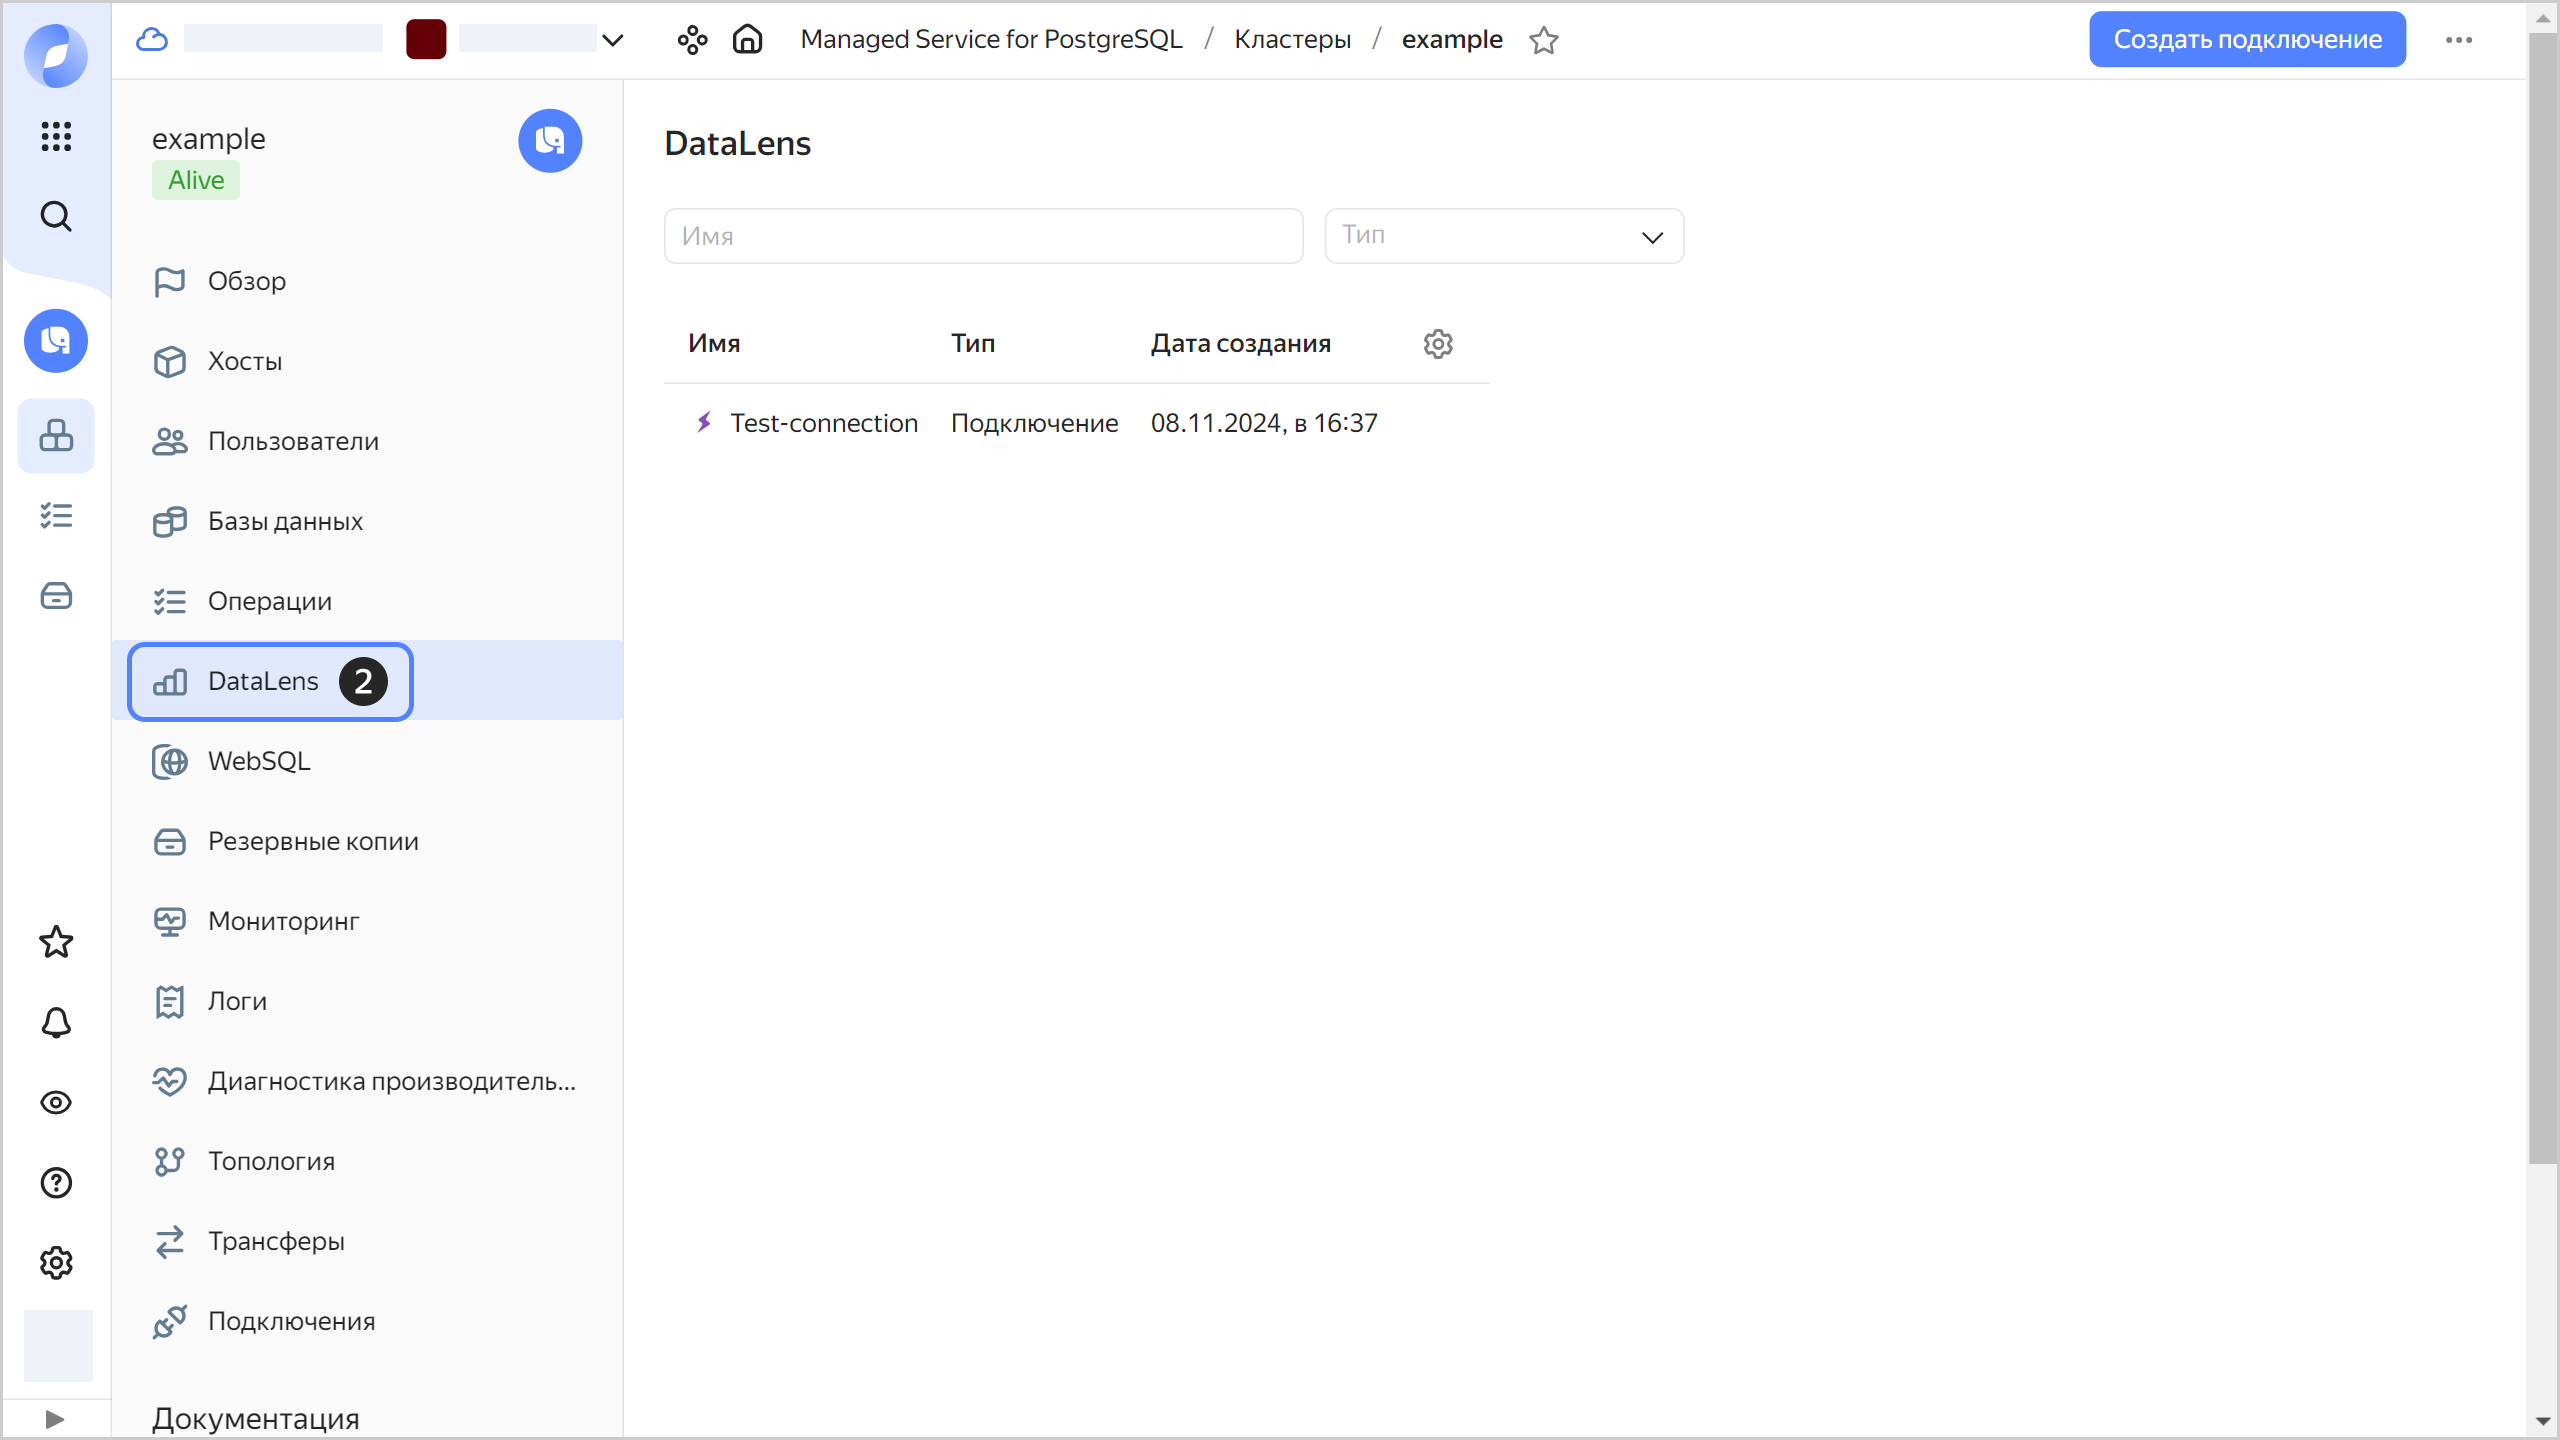 Managed Service for PostgreSQL / Кластеры / example
Создать подключение
example
Alive
Обзор
Хосты
Пользователи
Базы данных
Операции
DataLens 2
WebSQL
Резервные копии
Мониторинг
Логи
Диагностика производитель...
Топология
Трансферы
Подключения
Документация
DataLens
Имя
Тип
Имя Тип Дата создания
Test-connection Подключение 08.11.2024, в 16:37